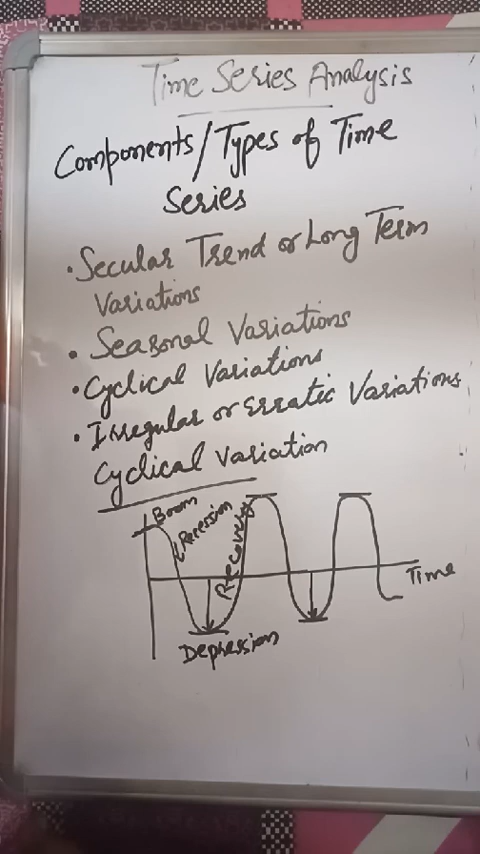 Time Series Analysis
Components/Types of Time
Series
• Secular Trend or Long Term
Variations
• Seasonal Variations
• Cyclical Variations
• Irregular or Erratic Variations
Cyclical Variation
Boom
Recession
Recovery
Time
Depression